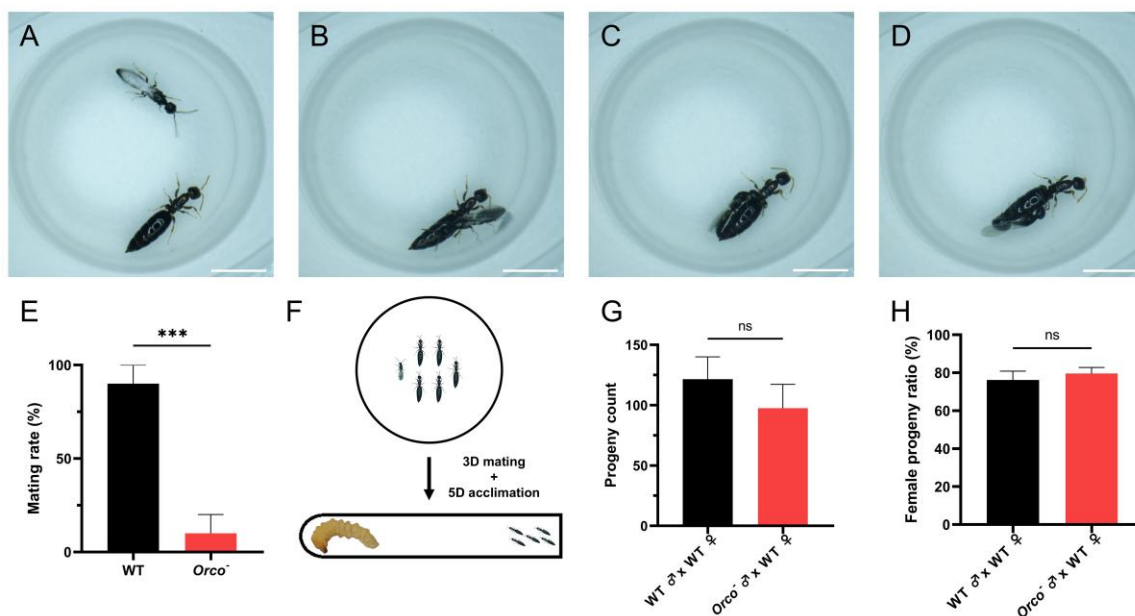 A
B
C
D
E
***
Mating rate (%)
100
50
0
WT
Orco⁻
F
3D mating
+
5D acclimation
G
ns
Progeny count
150
100
50
0
WT ♂ x WT ♀
Orco⁻ ♂ x WT ♀
H
ns
Female progeny ratio (%)
100
80
60
40
20
0
WT ♂ x WT ♀
Orco⁻ ♂ x WT ♀